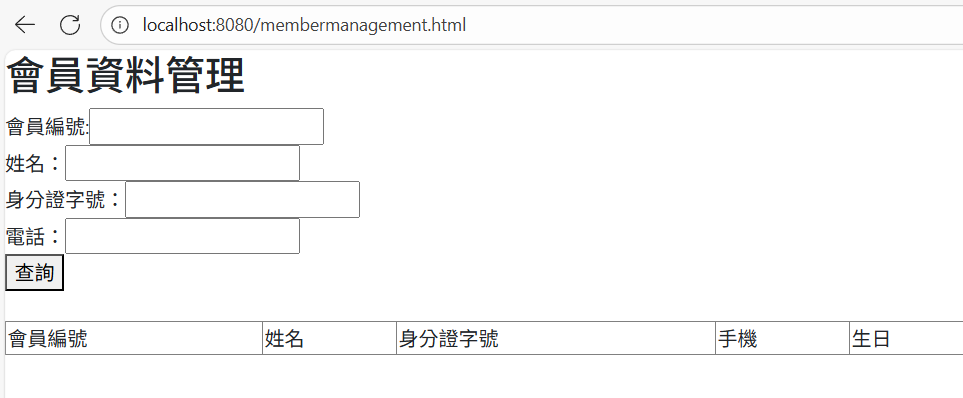 localhost:8080/membermanagement.html
會員資料管理
會員編號:
姓名：
身分證字號：
電話：
查詢
會員編號 姓名 身分證字號 手機 生日